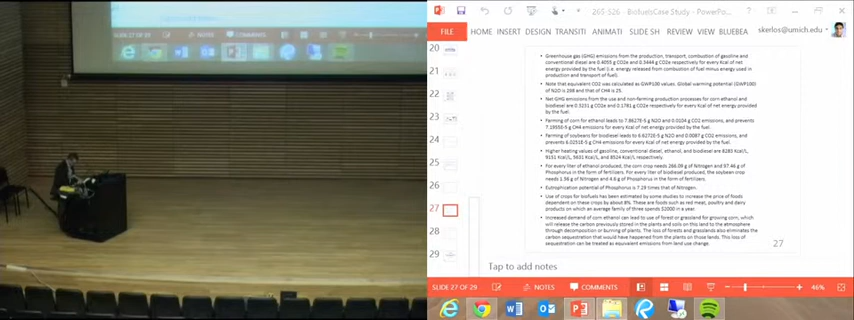 SLIDE 27 OF 29
NOTES
COMMENTS
265-S26 - BiofuelsCase Study - PowerPo...
FILE
HOME
INSERT
DESIGN
TRANSITI
ANIMATI
SLIDE SH
REVIEW
VIEW
BLUEBEA
skerlos@umich.edu
20
21
22
23
24
25
26
27
28
29
• Greenhouse gas (GHG) emissions from the production, transport, combustion of gasoline and
conventional diesel are 0.4055 g CO2e and 0.3444 g CO2e respectively for every Kcal of net
energy provided by the fuel (i.e. energy released from combustion of fuel minus energy used in
production and transport of fuel).
• Note that equivalent CO2 was calculated as GWP100 values. Global warming potential (GWP100)
of N2O is 298 and that of CH4 is 25.
• Net GHG emissions from the use and non-farming production processes for corn ethanol and
biodiesel are 0.3231 g CO2e and 0.1781 g CO2e respectively for every Kcal of net energy provided
by the fuel.
• Farming of corn for ethanol leads to 7.8627E-5 g N2O and 0.0104 g CO2 emissions, and prevents
7.1955E-5 g CH4 emissions for every Kcal of net energy provided by the fuel.
• Farming of soybeans for biodiesel leads to 6.6272E-5 g N2O and 0.0087 g CO2 emissions, and
prevents 6.0251E-5 g CH4 emissions for every Kcal of net energy provided by the fuel.
• Higher heating values of gasoline, conventional diesel, ethanol, and biodiesel are 8283 Kcal/L,
9151 Kcal/L, 5631 Kcal/L, and 8524 Kcal/L, respectively.
• For every liter of ethanol produced, the corn crop needs 266.09 g of Nitrogen and 97.46 g of
Phosphorus in the form of fertilizers. For every liter of biodiesel produced, the soybean crop
needs 1.56 g of Nitrogen and 4.6 g of Phosphorus in the form of fertilizers.
• Eutrophication potential of Phosphorus is 7.29 times that of Nitrogen.
• Use of crops for biofuels has been estimated by some studies to increase the price of foods
dependent on these crops by about 8%. These are foods such as red meat, poultry and dairy
products on which an average family of three spends $2000 in a year.
• Increased demand of corn ethanol can lead to use of forest or grassland for growing corn, which
will release the carbon previously stored in the plants and soils on this land to the atmosphere
through decomposition or burning of plants. The loss of forests and grasslands also eliminates the
carbon sequestration that would have happened from the plants on those lands. This loss of
sequestration can be treated as equivalent emissions from land use change.
27
Tap to add notes
SLIDE 27 OF 29
NOTES
COMMENTS
46%